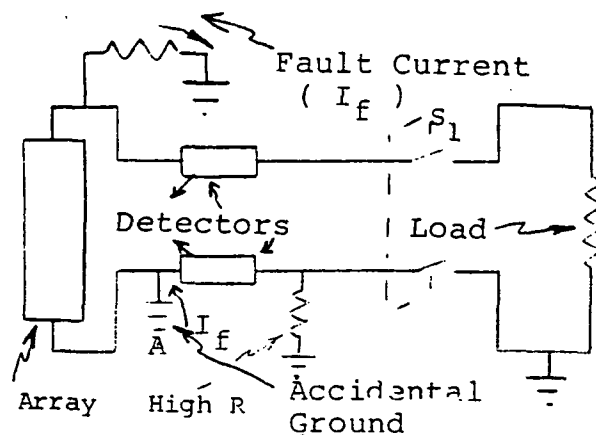 Fault Current
( I_f )
S_1
Detectors
Load
I_f
A
Array
High R
Accidental
Ground